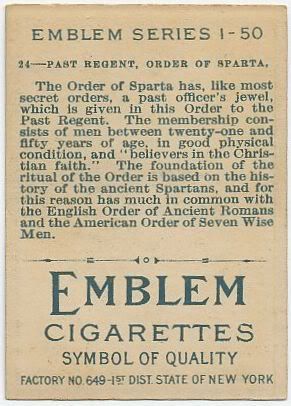 EMBLEM SERIES 1-50
24—PAST REGENT, ORDER OF SPARTA,
The Order of Sparta has, like most
secret orders, a past officer's jewel,
which is given in this Order to the
Past Regent. The membership con-
sists of men between twenty-one and
fifty years of age, in good physical
condition, and "believers in the Chris-
tian faith." The foundation of the
ritual of the Order is based on the his-
tory of the ancient Spartans, and for
this reason has much in common with
the English Order of Ancient Romans
and the American Order of Seven Wise
Men.
EMBLEM
CIGARETTES
SYMBOL OF QUALITY
FACTORY NO. 649-1ST DIST. STATE OF NEW YORK